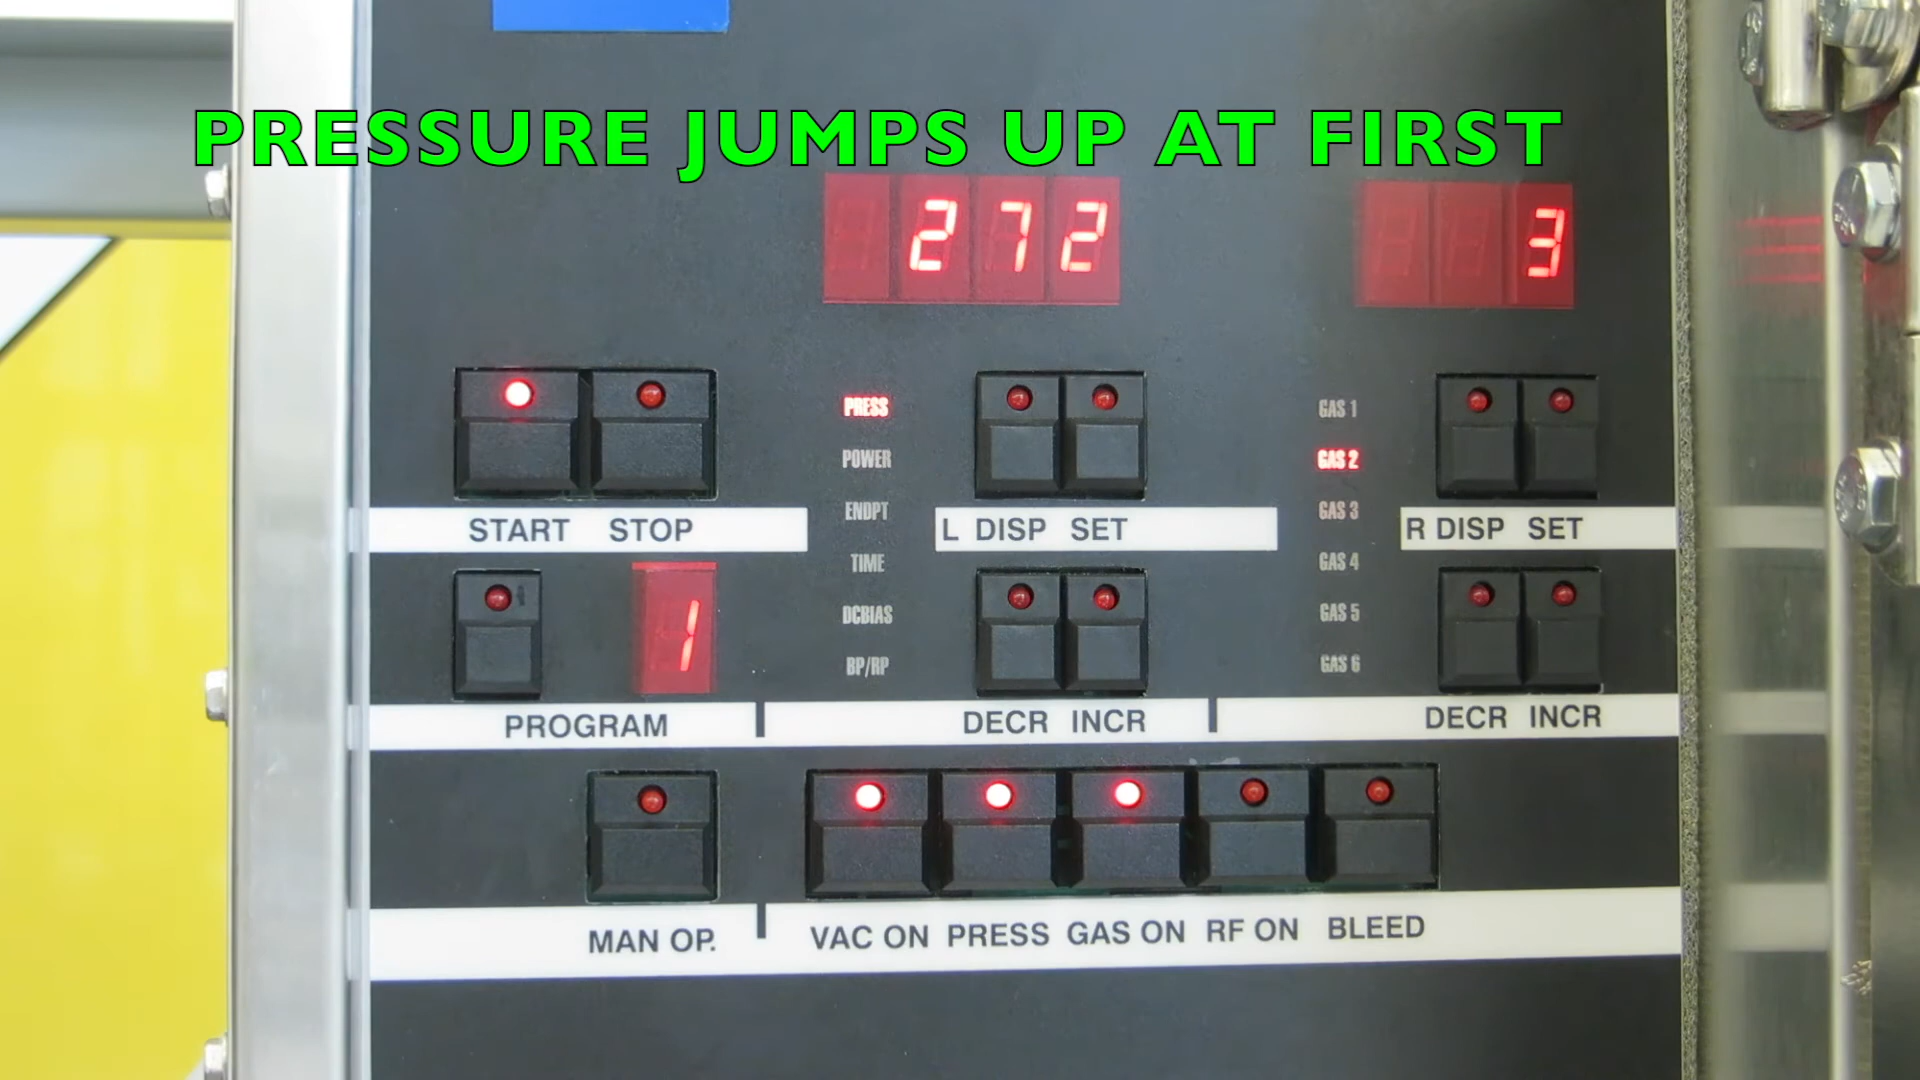 PRESSURE JUMPS UP AT FIRST
272
3
PRESS
POWER
ENDPT
TIME
DCBIAS
BP/RP
GAS 1
GAS 2
GAS 3
GAS 4
GAS 5
GAS 6
START STOP
L DISP SET
R DISP SET
1
PROGRAM
DECR INCR
DECR INCR
MAN OP.
VAC ON PRESS GAS ON RF ON BLEED